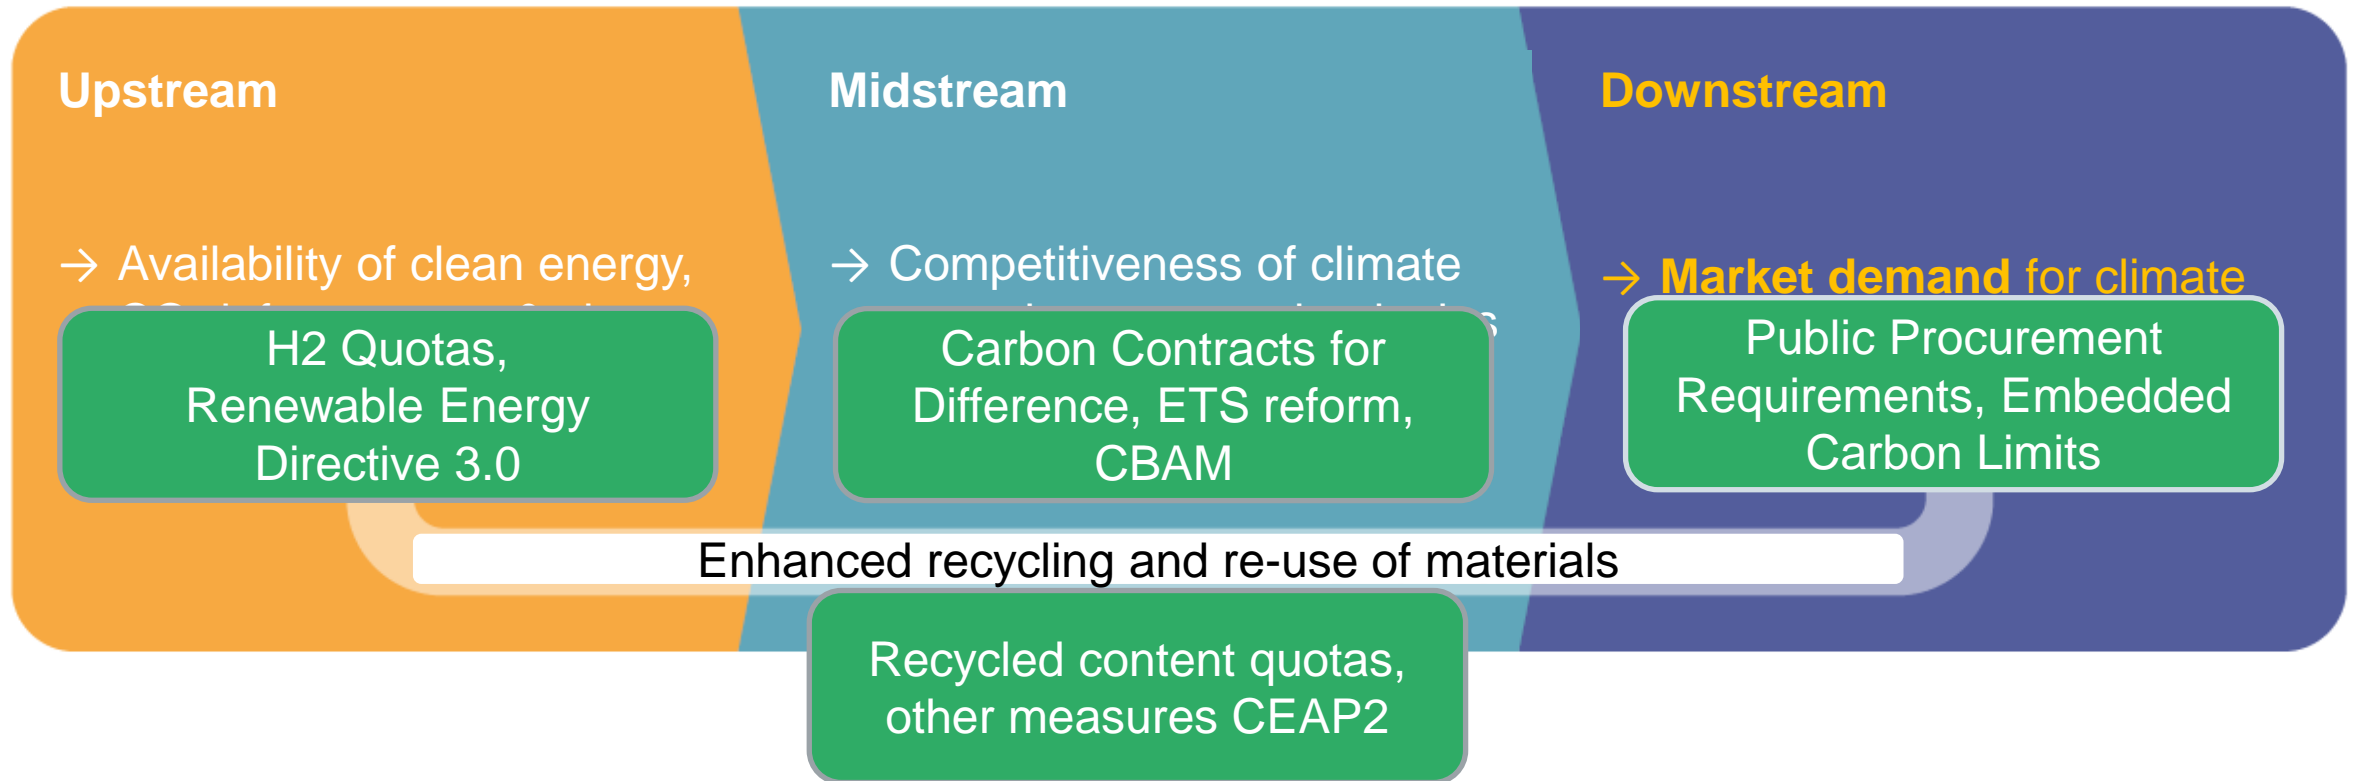 Upstream
→ Availability of clean energy,
H2 Quotas,
Renewable Energy
Directive 3.0
Midstream
→ Competitiveness of climate
Carbon Contracts for
Difference, ETS reform,
CBAM
Downstream
→ Market demand for climate
Public Procurement
Requirements, Embedded
Carbon Limits
Enhanced recycling and re-use of materials
Recycled content quotas,
other measures CEAP2